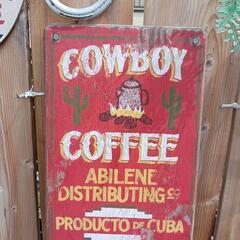 COWBOY
COFFEE
ABILENE
DISTRIBUTING CO
PRODUCTO DE CUBA